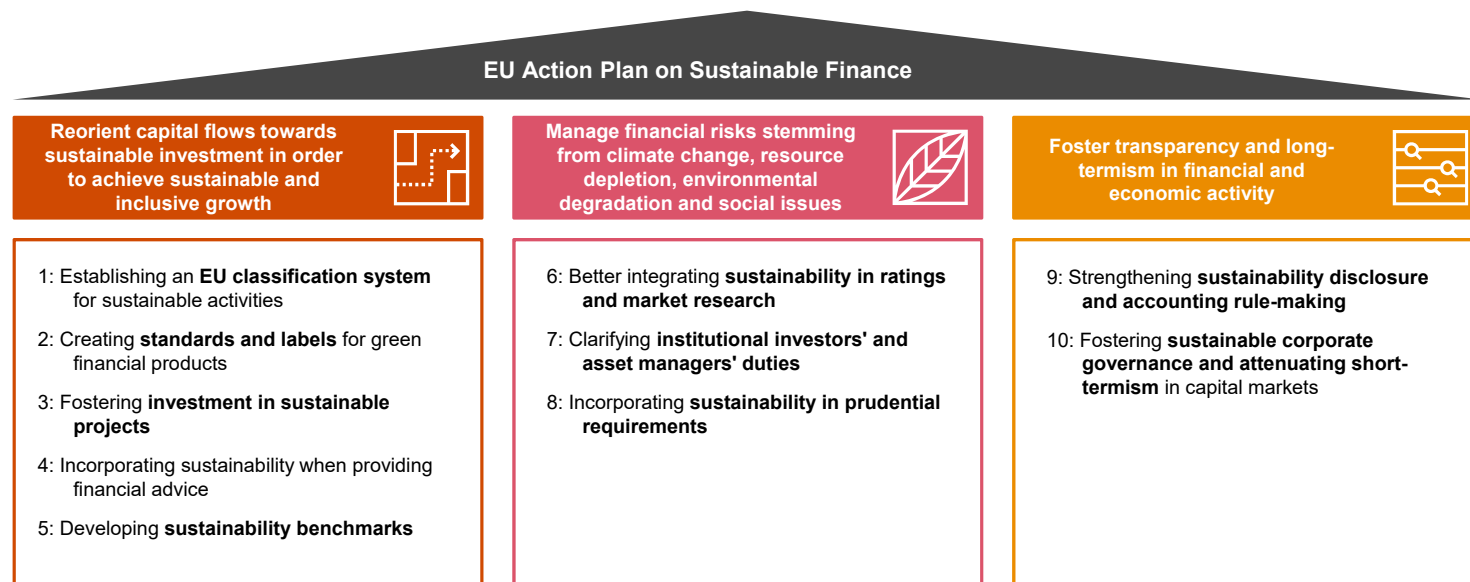 EU Action Plan on Sustainable Finance
Reorient capital flows towards
sustainable investment in order
to achieve sustainable and
inclusive growth
1: Establishing an EU classification system
for sustainable activities
2: Creating standards and labels for green
financial products
3: Fostering investment in sustainable
projects
4: Incorporating sustainability when providing
financial advice
5: Developing sustainability benchmarks
Manage financial risks stemming
from climate change, resource
depletion, environmental
degradation and social issues
6: Better integrating sustainability in ratings
and market research
7: Clarifying institutional investors' and
asset managers' duties
8: Incorporating sustainability in prudential
requirements
Foster transparency and long-
termism in financial and
economic activity
9: Strengthening sustainability disclosure
and accounting rule-making
10: Fostering sustainable corporate
governance and attenuating short-
termism in capital markets